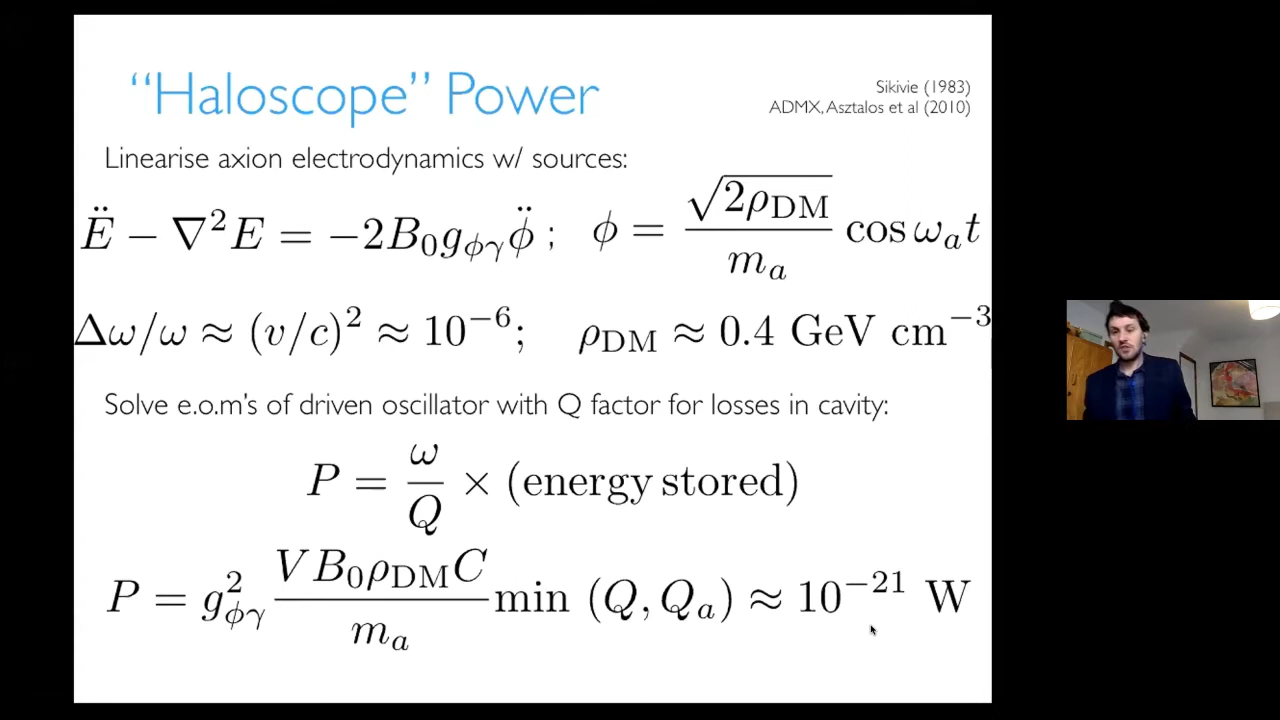 “Haloscope” Power
Sikivie (1983)
ADMX, Asztalos et al (2010)
Linearise axion electrodynamics w/ sources:
Ë − ∇²E = −2B₀g_{ϕγ}ϕ̈ ; ϕ = √(2ρ_DM)/m_a cos ω_a t
Δω/ω ≈ (v/c)² ≈ 10⁻⁶; ρ_DM ≈ 0.4 GeV cm⁻³
Solve e.o.m's of driven oscillator with Q factor for losses in cavity:
P = ω/Q × (energy stored)
P = g²_{ϕγ} VB₀ρ_DM C/m_a min (Q, Q_a) ≈ 10⁻²¹ W